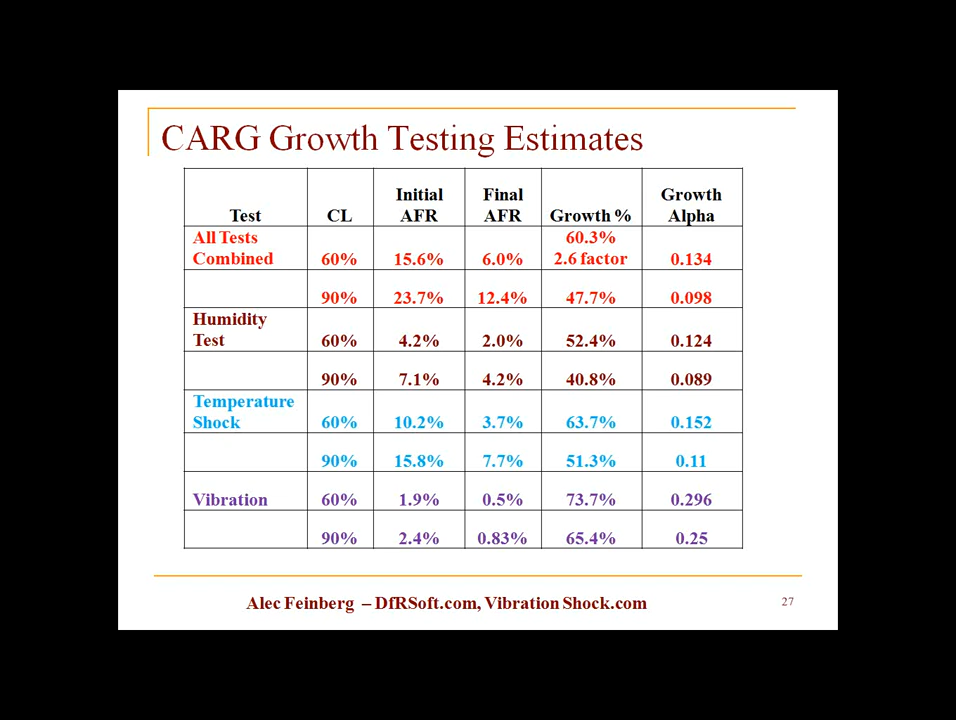 CARG Growth Testing Estimates
Test CL Initial AFR Final AFR Growth % Growth Alpha
All Tests Combined 60% 15.6% 6.0% 60.3% 2.6 factor 0.134
90% 23.7% 12.4% 47.7% 0.098
Humidity Test 60% 4.2% 2.0% 52.4% 0.124
90% 7.1% 4.2% 40.8% 0.089
Temperature Shock 60% 10.2% 3.7% 63.7% 0.152
90% 15.8% 7.7% 51.3% 0.11
Vibration 60% 1.9% 0.5% 73.7% 0.296
90% 2.4% 0.83% 65.4% 0.25
Alec Feinberg – DfRSoft.com, Vibration Shock.com
27